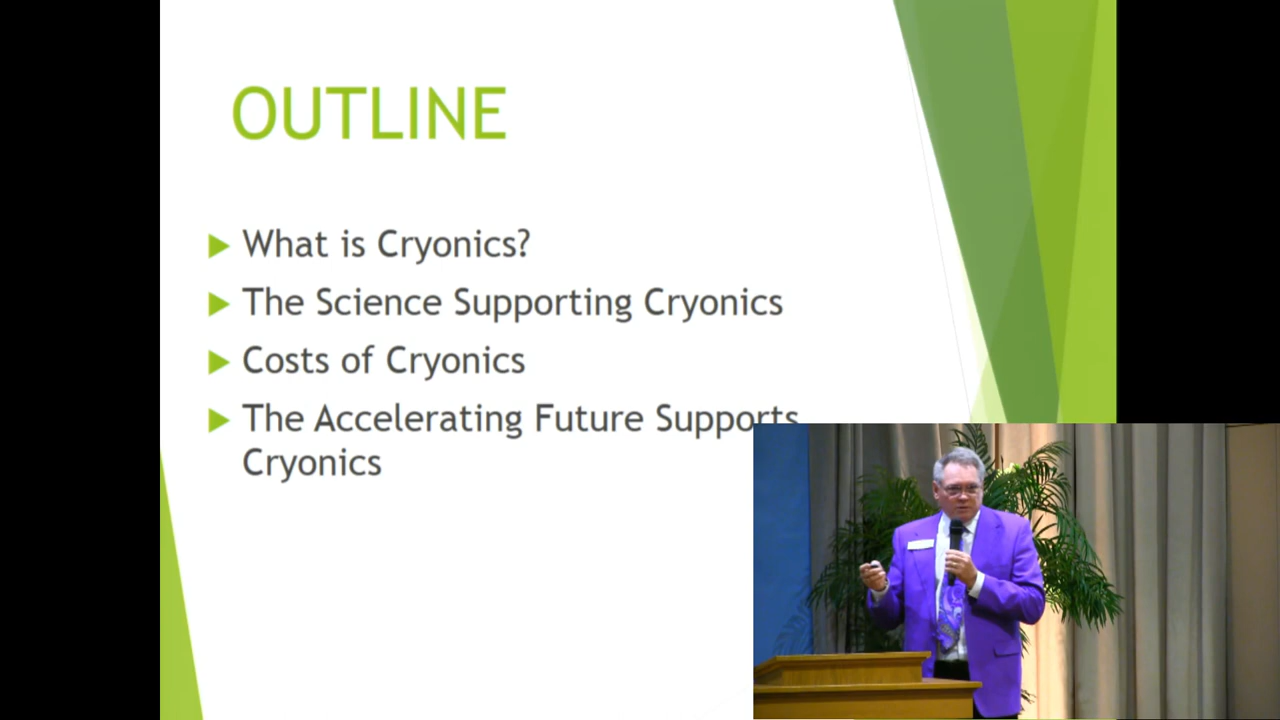 OUTLINE
What is Cryonics?
The Science Supporting Cryonics
Costs of Cryonics
The Accelerating Future Supports
Cryonics